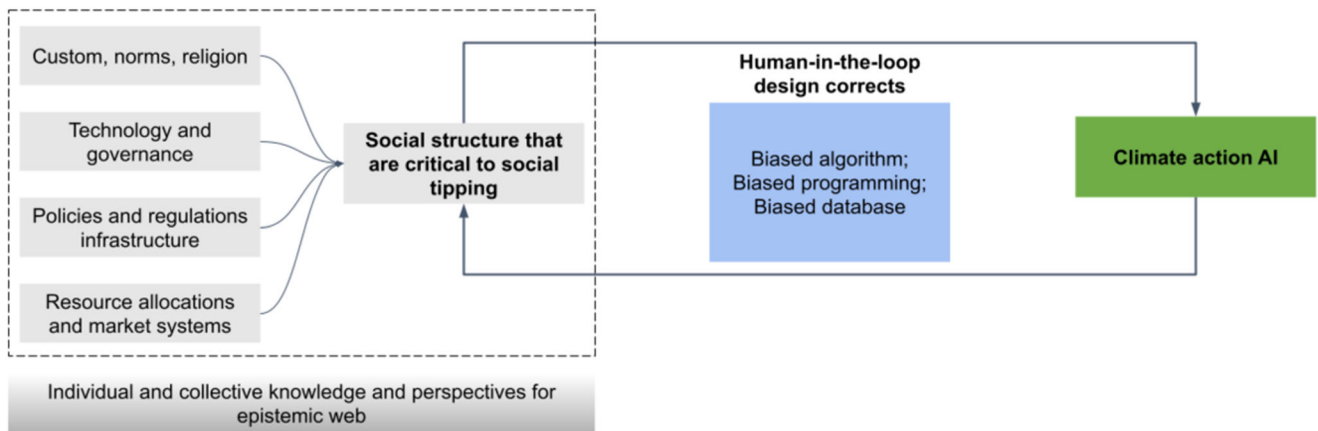 Custom, norms, religion
Technology and
governance
Policies and regulations
infrastructure
Resource allocations
and market systems
Social structure that
are critical to social
tipping
Human-in-the-loop
design corrects
Biased algorithm;
Biased programming;
Biased database
Climate action AI
Individual and collective knowledge and perspectives for
epistemic web